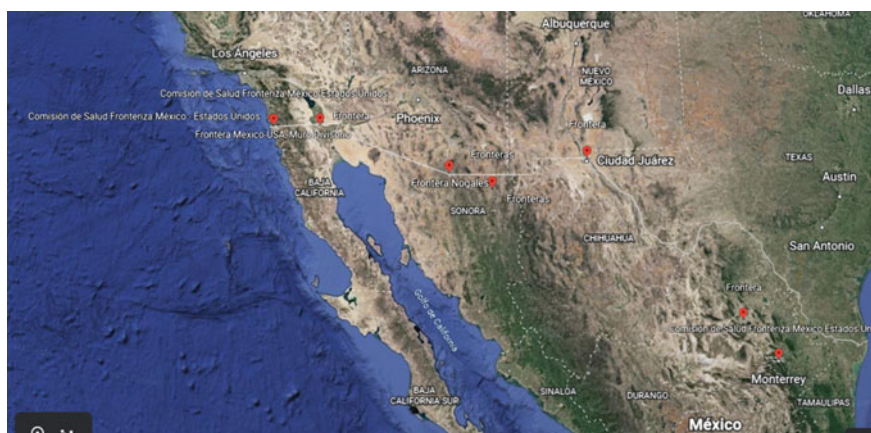 OKLAHOMA
Albuquerque
Los Ángeles
ARIZONA
NUEVO
MÉXICO
Dallas
Comisión de Salud Fronteriza México Estados Unidos
Comisión de Salud Fronteriza México - Estados Unidos
Frontera
Phoenix
Frontera
Frontera México USA. Muro Divisorio
Fronteras
Ciudad Juárez
TEXAS
Austin
BAJA
CALIFORNIA
Frontera Nogales
Fronteras
SONORA
CHIHUAHUA
San Antonio
Golfo de California
Frontera
Comisión de Salud Fronteriza México Estados Un
Monterrey
BAJA
CALIFORNIA SUR
SINALOA
DURANGO
TAMAULIPAS
México